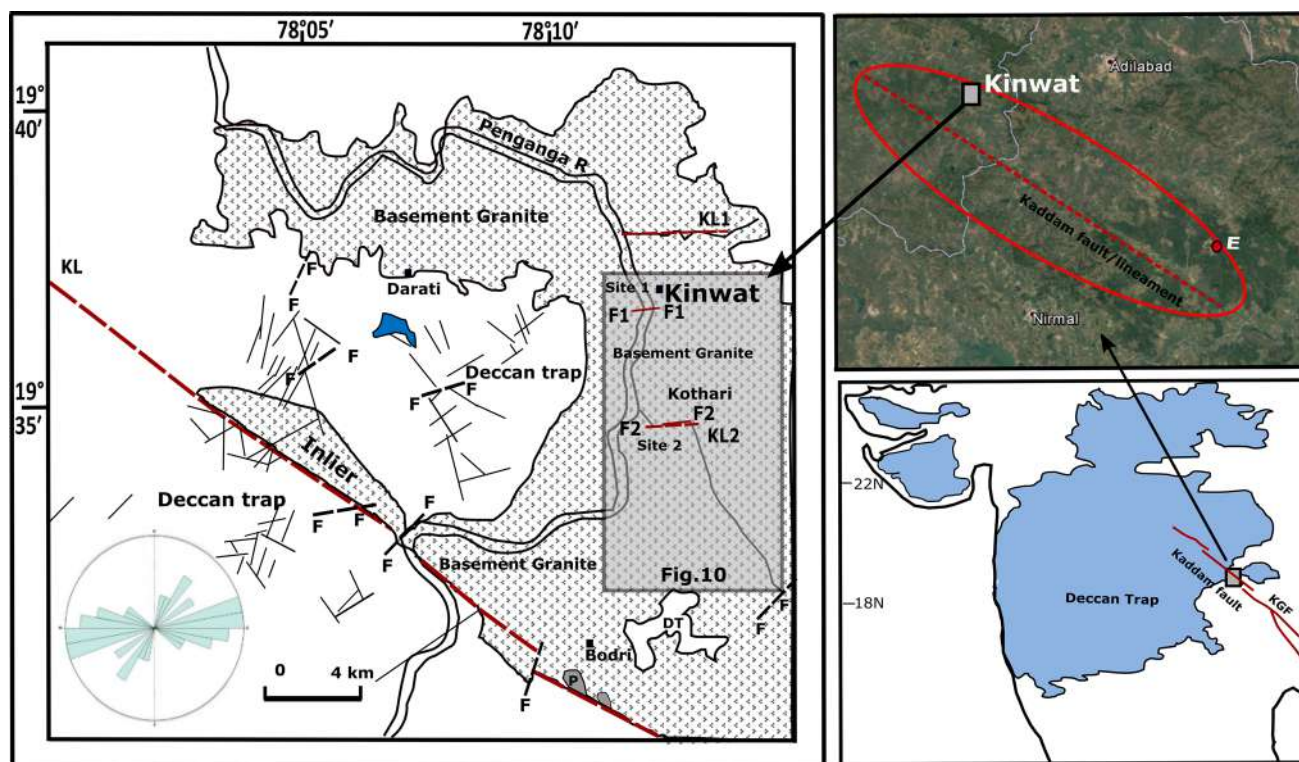 78°05′ 78°10′
19°
40′
Penganga R
Basement Granite
KL1
KL
F
Darati
Site 1
Kinwat
F
F1 F1
Basement Granite
F
Deccan trap
F
F F
19
35′
Kothari
F2
F2
KL2
Site 2
Inlier
Deccan trap
F
F F
F
Basement Granite
Fig.10
F
DT
Bodri
0 4 km
P
F
Adilabad
Kinwat
Kaddam fault/lineament
E
Nirmal
22N
Kaddam fault
KGF
Deccan Trap
18N